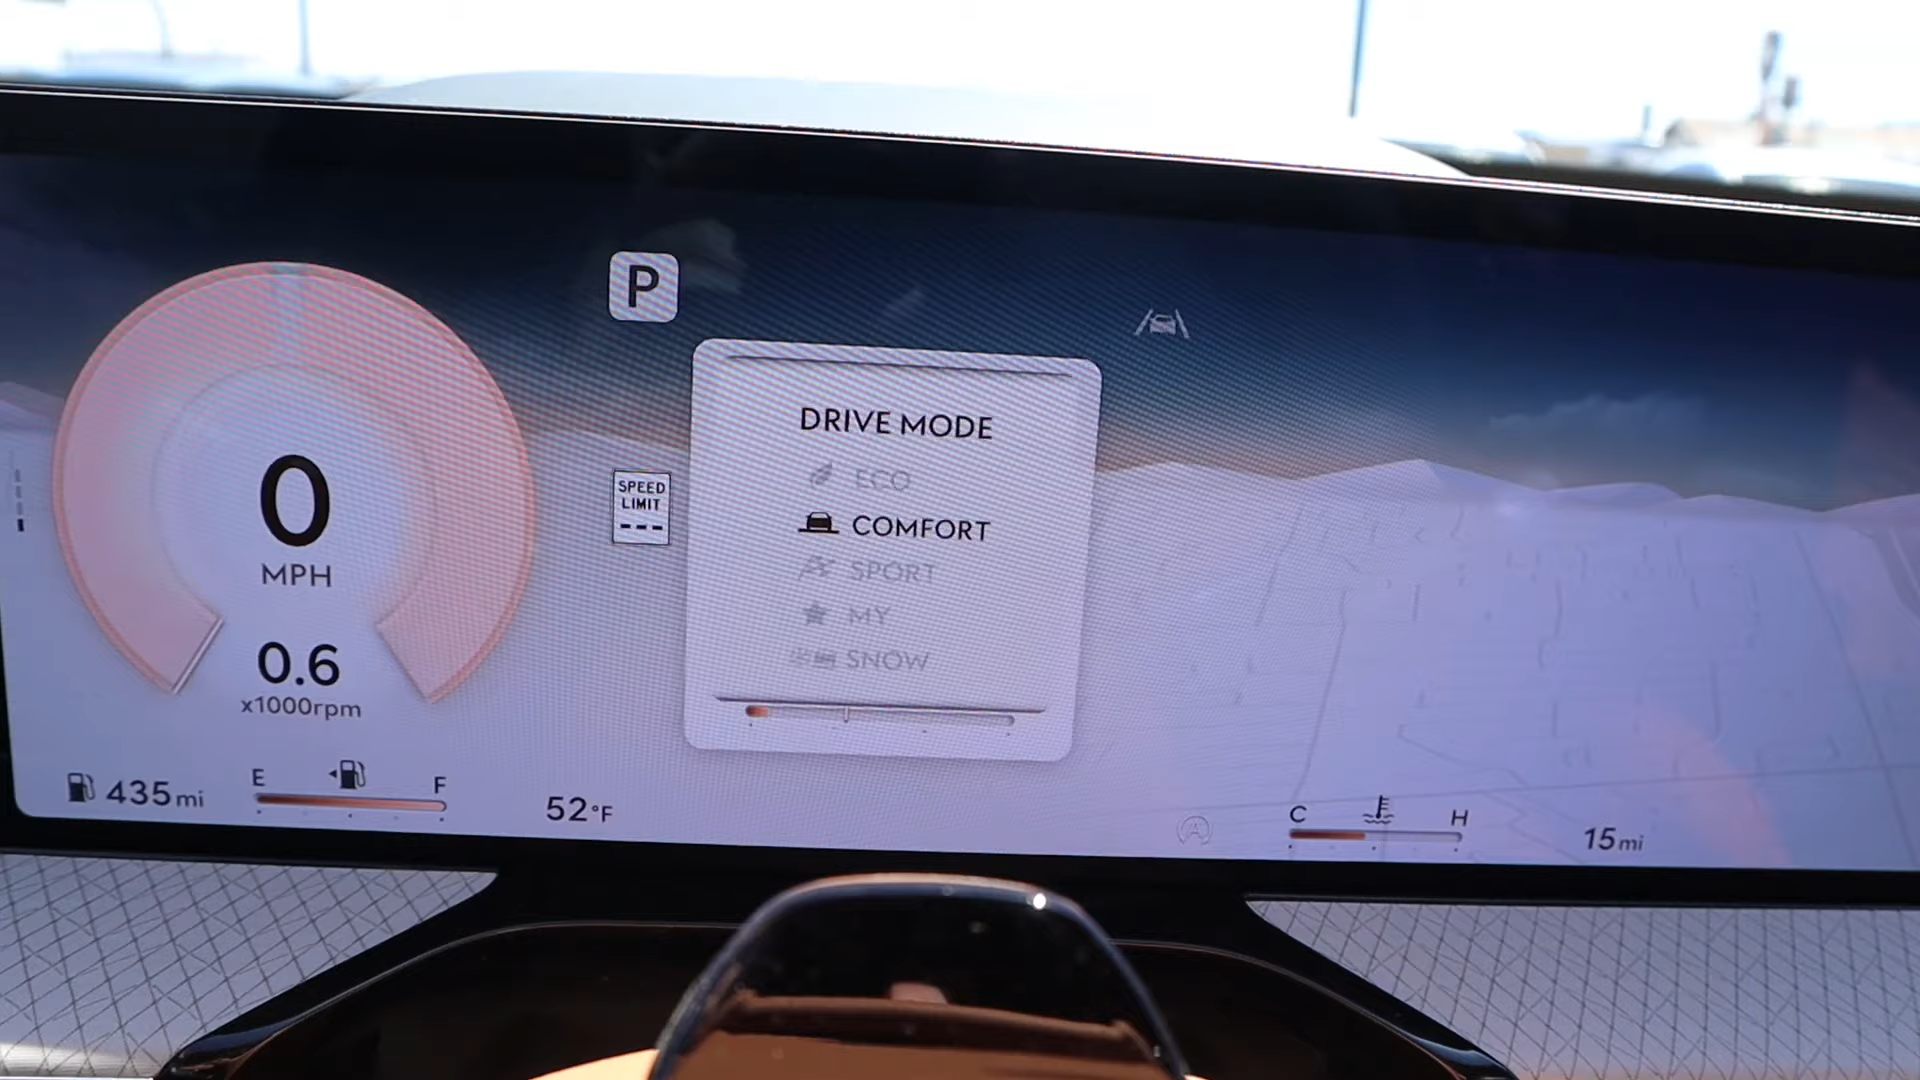 P
DRIVE MODE
ECO
COMFORT
SPORT
MY
SNOW
SPEED
LIMIT
---
0
MPH
0.6
x1000rpm
435 mi
E
F
52°F
A
C
H
15 mi